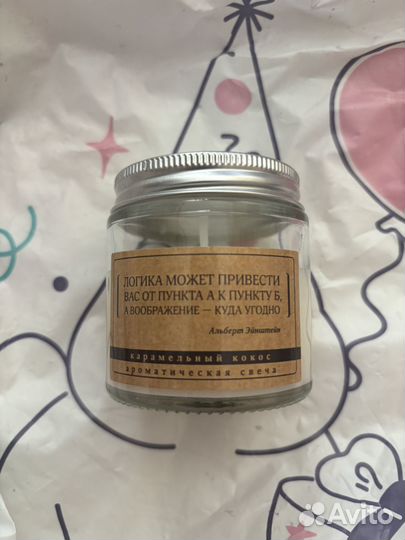 ЛОГИКА МОЖЕТ ПРИВЕСТИ
ВАС ОТ ПУНКТА А К ПУНКТУ Б,
А ВООБРАЖЕНИЕ — КУДА УГОДНО
Альберт Эйнштейн
карамельный кокос
ароматическая свеча
Avito